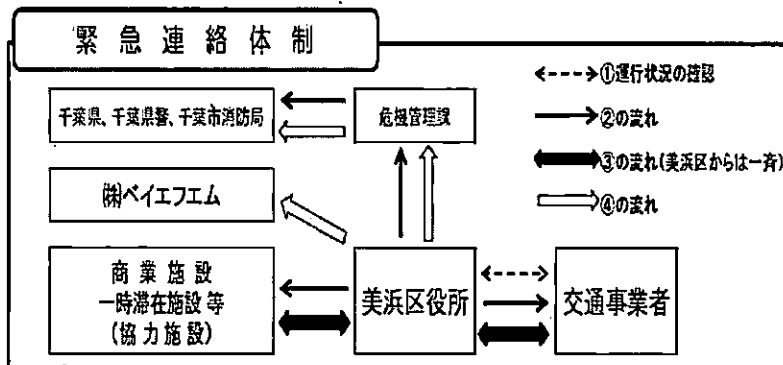 緊急連絡体制
①運行状況の確認
②の流れ
③の流れ(美浜区からは一斉)
④の流れ
千葉県、千葉県警、千葉市消防局
危機管理課
㈱ベイエフエム
商業施設
一時滞在施設等
(協力施設)
美浜区役所
交通事業者